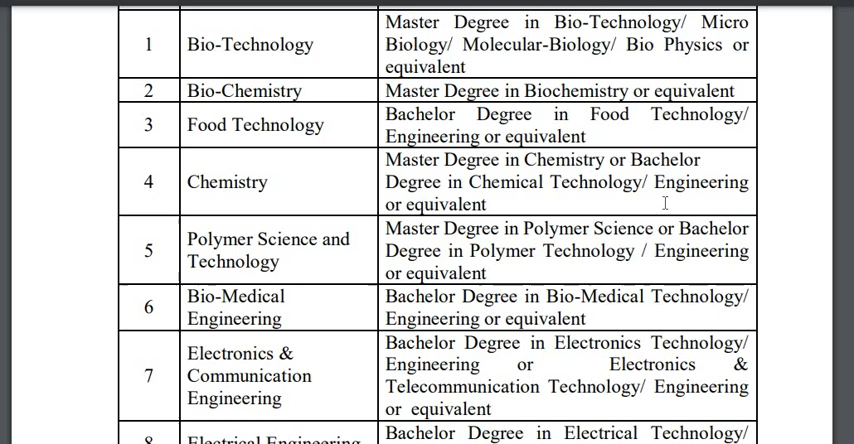 1
Bio-Technology
Master Degree in Bio-Technology/ Micro
Biology/ Molecular-Biology/ Bio Physics or
equivalent
2
Bio-Chemistry
Master Degree in Biochemistry or equivalent
3
Food Technology
Bachelor Degree in Food Technology/
Engineering or equivalent
4
Chemistry
Master Degree in Chemistry or Bachelor
Degree in Chemical Technology/ Engineering
or equivalent
5
Polymer Science and
Technology
Master Degree in Polymer Science or Bachelor
Degree in Polymer Technology / Engineering
or equivalent
6
Bio-Medical
Engineering
Bachelor Degree in Bio-Medical Technology/
Engineering or equivalent
7
Electronics &
Communication
Engineering
Bachelor Degree in Electronics Technology/
Engineering or Electronics &
Telecommunication Technology/ Engineering
or equivalent
8
Electrical Engineering
Bachelor Degree in Electrical Technology/